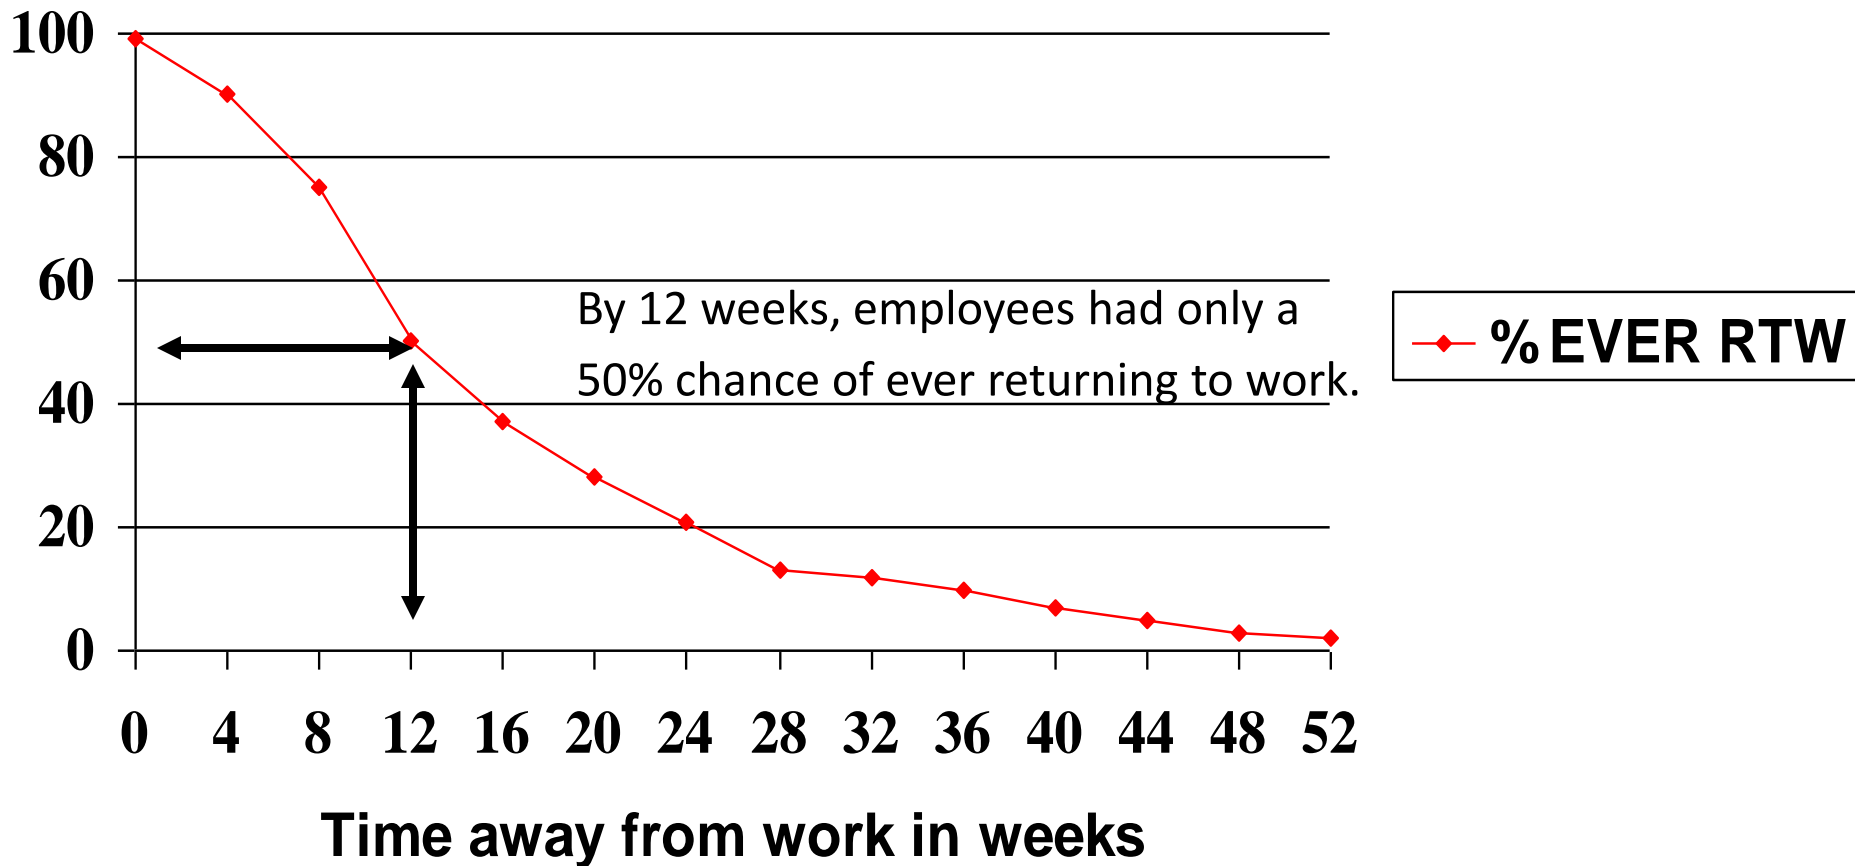 100
80
60
40
20
0
By 12 weeks, employees had only a
50% chance of ever returning to work.
% EVER RTW
0 4 8 12 16 20 24 28 32 36 40 44 48 52
Time away from work in weeks